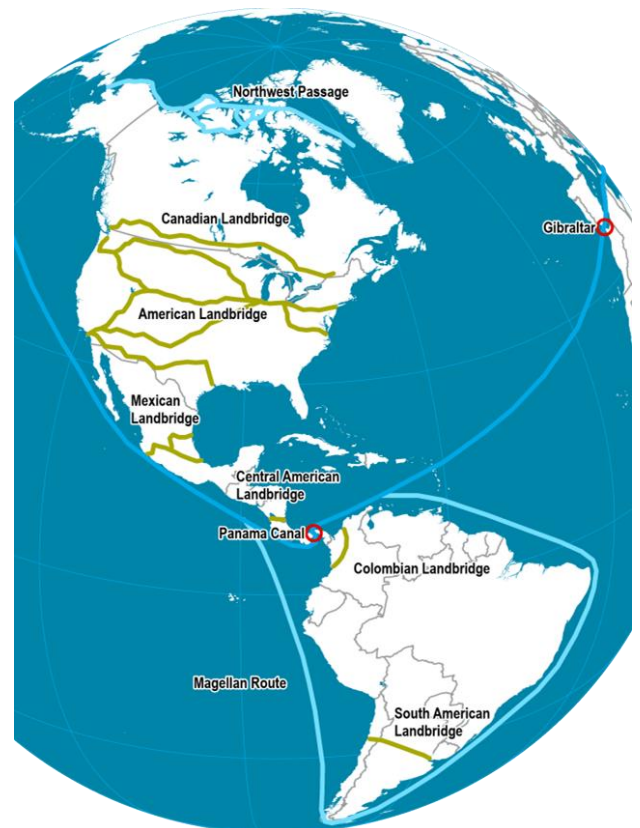 Northwest Passage
Canadian Landbridge
Gibraltar
American Landbridge
Mexican
Landbridge
Central American
Landbridge
Panama Canal
Colombian Landbridge
Magellan Route
South American
Landbridge